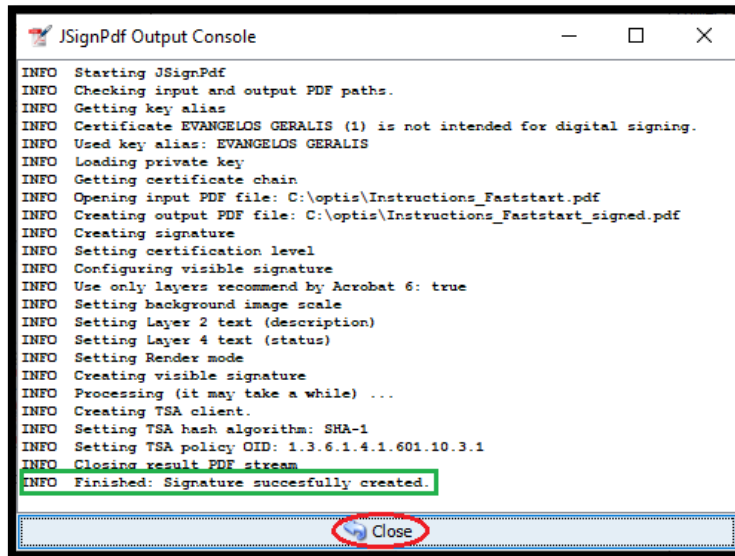 JSignPdf Output Console
INFO Starting JSignPdf
INFO Checking input and output PDF paths.
INFO Getting key alias
INFO Certificate EVANGELOS GERALIS (1) is not intended for digital signing.
INFO Used key alias: EVANGELOS GERALIS
INFO Loading private key
INFO Getting certificate chain
INFO Opening input PDF file: C:\optis\Instructions_Faststart.pdf
INFO Creating output PDF file: C:\optis\Instructions_Faststart_signed.pdf
INFO Creating signature
INFO Setting certification level
INFO Configuring visible signature
INFO Use only layers recommend by Acrobat 6: true
INFO Setting background image scale
INFO Setting Layer 2 text (description)
INFO Setting Layer 4 text (status)
INFO Setting Render mode
INFO Creating visible signature
INFO Processing (it may take a while) ...
INFO Creating TSA client.
INFO Setting TSA hash algorithm: SHA-1
INFO Setting TSA policy OID: 1.3.6.1.4.1.601.10.3.1
INFO Closing result PDF stream
INFO Finished: Signature succesfully created.
Close